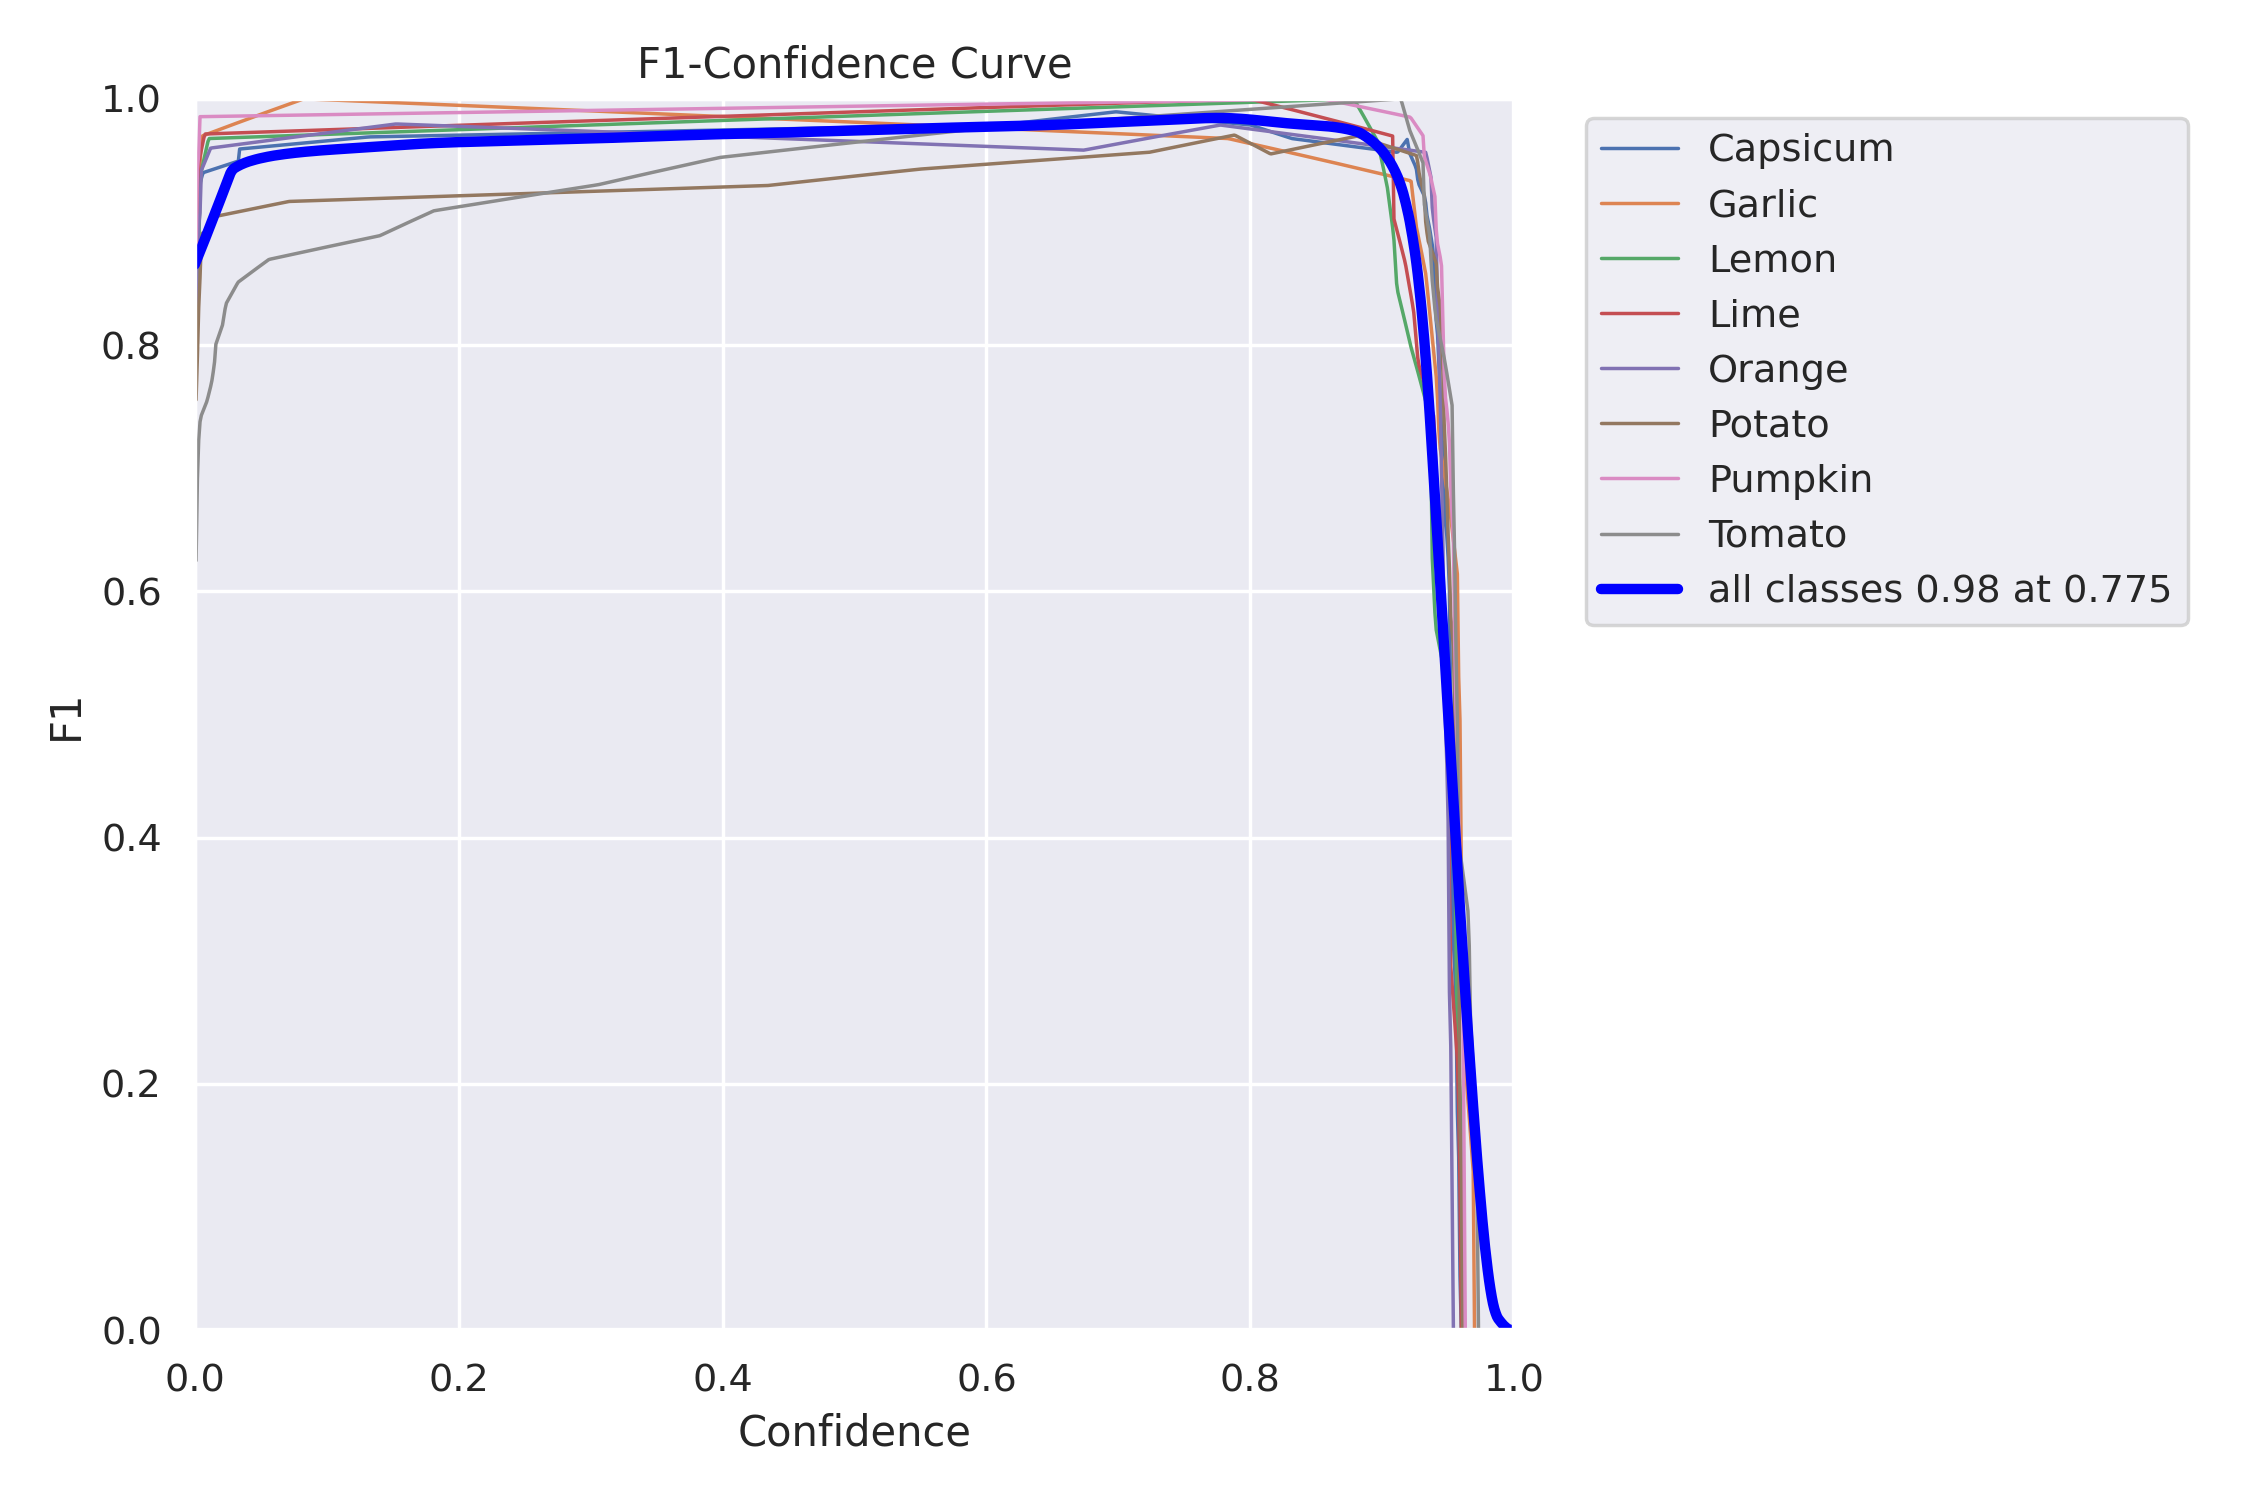 F1-Confidence Curve
1.0
0.8
0.6
0.4
0.2
0.0
F1
0.0 0.2 0.4 0.6 0.8 1.0
Confidence
Capsicum
Garlic
Lemon
Lime
Orange
Potato
Pumpkin
Tomato
all classes 0.98 at 0.775